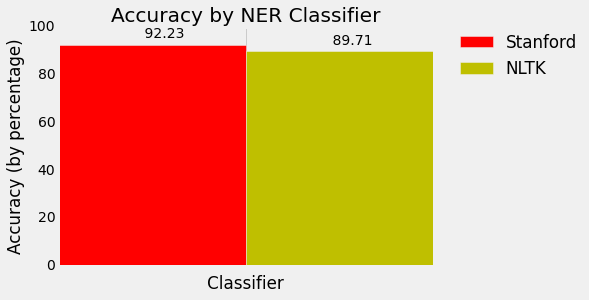 Accuracy by NER Classifier
Accuracy (by percentage)
100
80
60
40
20
0
92.23
89.71
Classifier
Stanford
NLTK